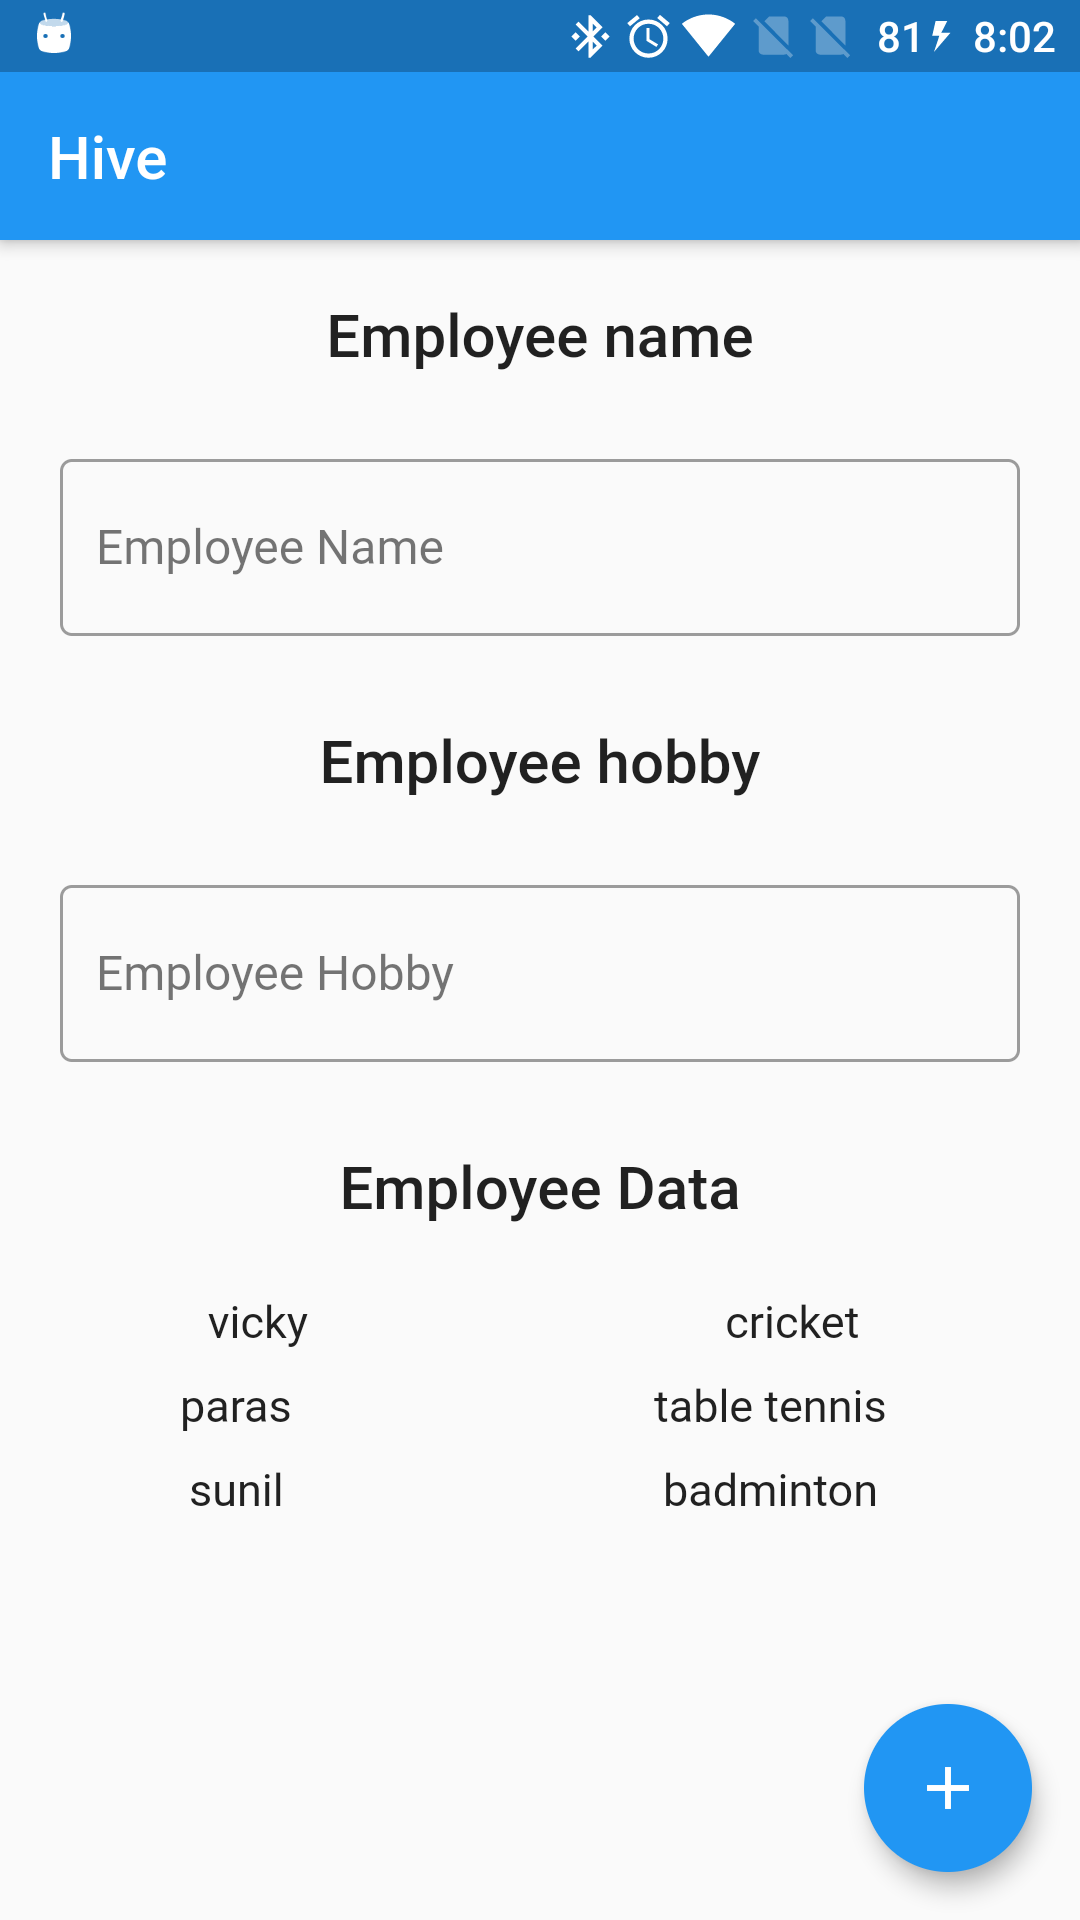 81 8:02
Hive
Employee name
Employee Name
Employee hobby
Employee Hobby
Employee Data
vicky cricket
paras table tennis
sunil badminton